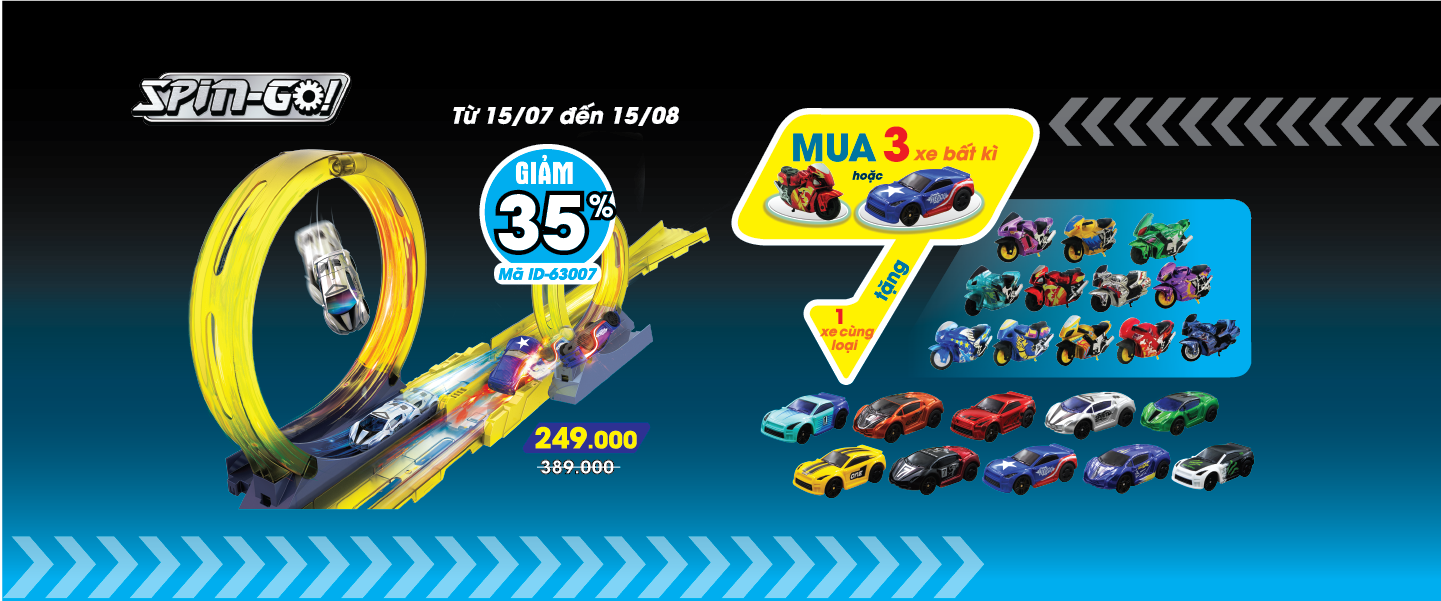 SPIN-GO!
Từ 15/07 đến 15/08
GIẢM
35%
Mã ID-63007
249.000
389.000
MUA 3 xe bất kì
hoặc
tặng
1
xe cùng
loại